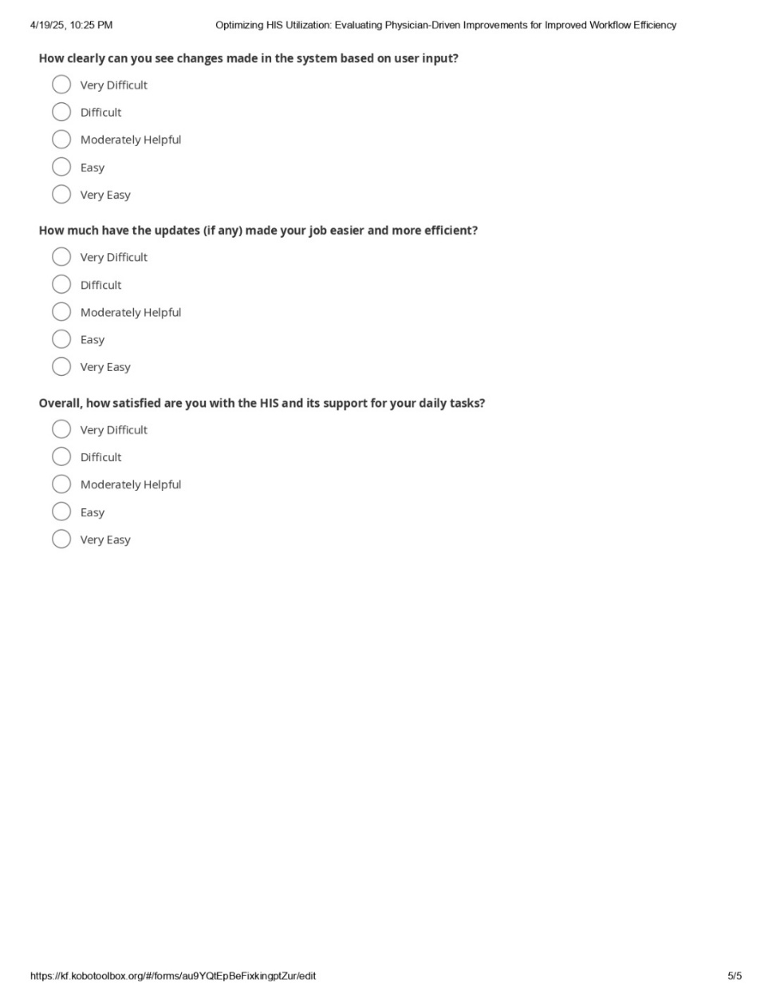 4/19/25, 10:25 PM Optimizing HIS Utilization: Evaluating Physician-Driven Improvements for Improved Workflow Efficiency
How clearly can you see changes made in the system based on user input?
Very Difficult
Difficult
Moderately Helpful
Easy
Very Easy
How much have the updates (if any) made your job easier and more efficient?
Very Difficult
Difficult
Moderately Helpful
Easy
Very Easy
Overall, how satisfied are you with the HIS and its support for your daily tasks?
Very Difficult
Difficult
Moderately Helpful
Easy
Very Easy
https://kf.kobotoolbox.org/#/forms/au9YQtEpBeFixkingptZur/edit 5/5